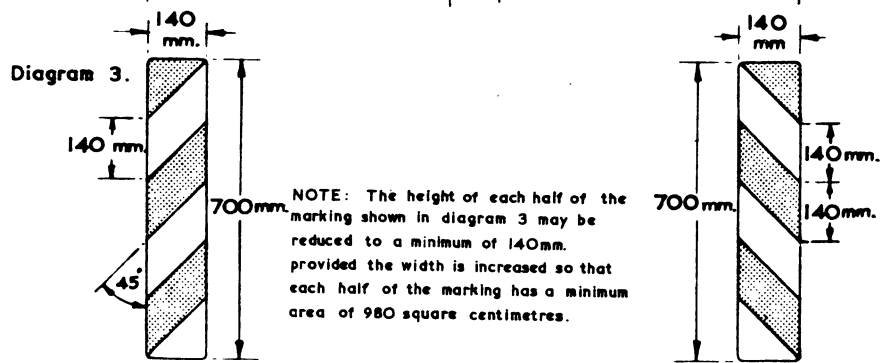 140
mm.
140
mm
Diagram 3.
140 mm.
140 mm.
700mm.
700mm.
140mm.
45°
NOTE: The height of each half of the
marking shown in diagram 3 may be
reduced to a minimum of 140mm.
provided the width is increased so that
each half of the marking has a minimum
area of 980 square centimetres.